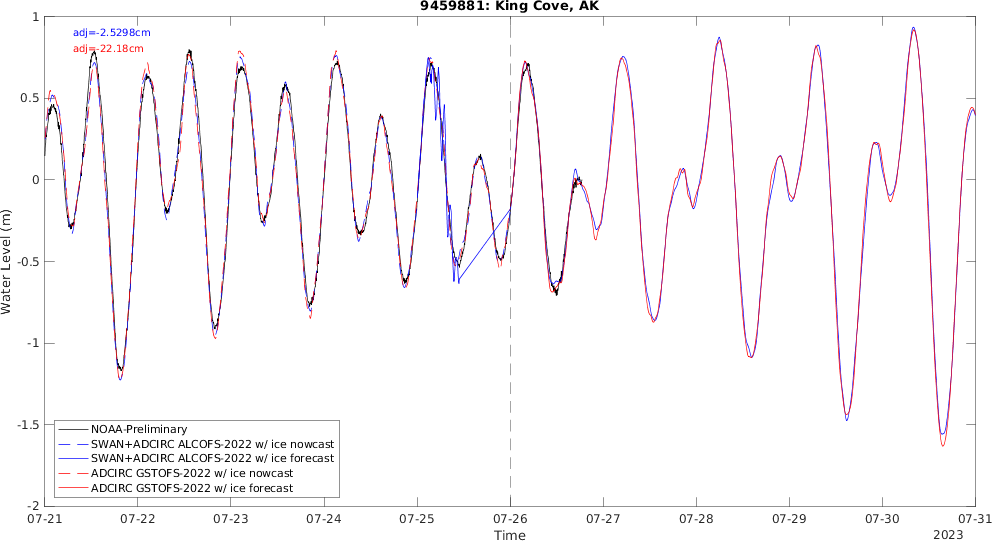 9459881: King Cove, AK
adj=-2.5298cm
adj=-22.18cm
1
0.5
0
-0.5
-1
-1.5
-2
Water Level (m)
NOAA-Preliminary
SWAN+ADCIRC ALCOFS-2022 w/ ice nowcast
SWAN+ADCIRC ALCOFS-2022 w/ ice forecast
ADCIRC GSTOFS-2022 w/ ice nowcast
ADCIRC GSTOFS-2022 w/ ice forecast
07-21 07-22 07-23 07-24 07-25 07-26 07-27 07-28 07-29 07-30 07-31
Time
2023